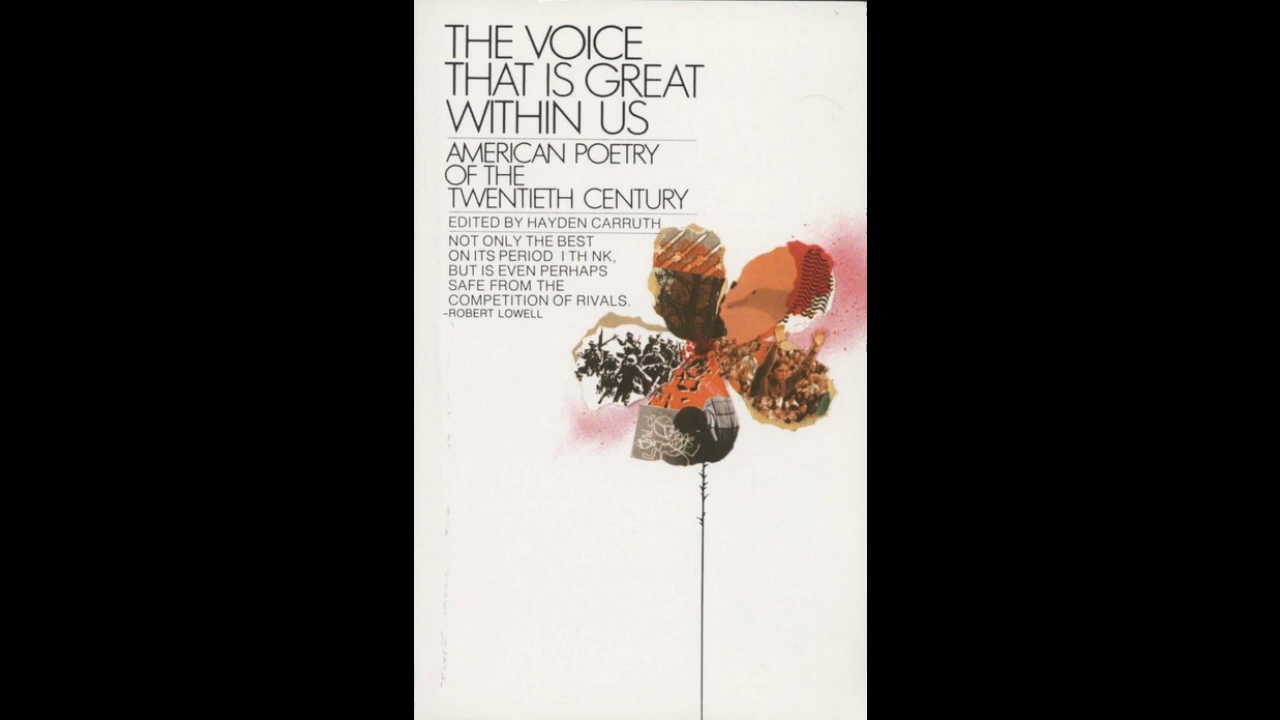 THE VOICE
THAT IS GREAT
WITHIN US
AMERICAN POETRY
OF THE
TWENTIETH CENTURY
EDITED BY HAYDEN CARRUTH
NOT ONLY THE BEST
ON ITS PERIOD I TH NK,
BUT IS EVEN PERHAPS
SAFE FROM THE
COMPETITION OF RIVALS.
-ROBERT LOWELL